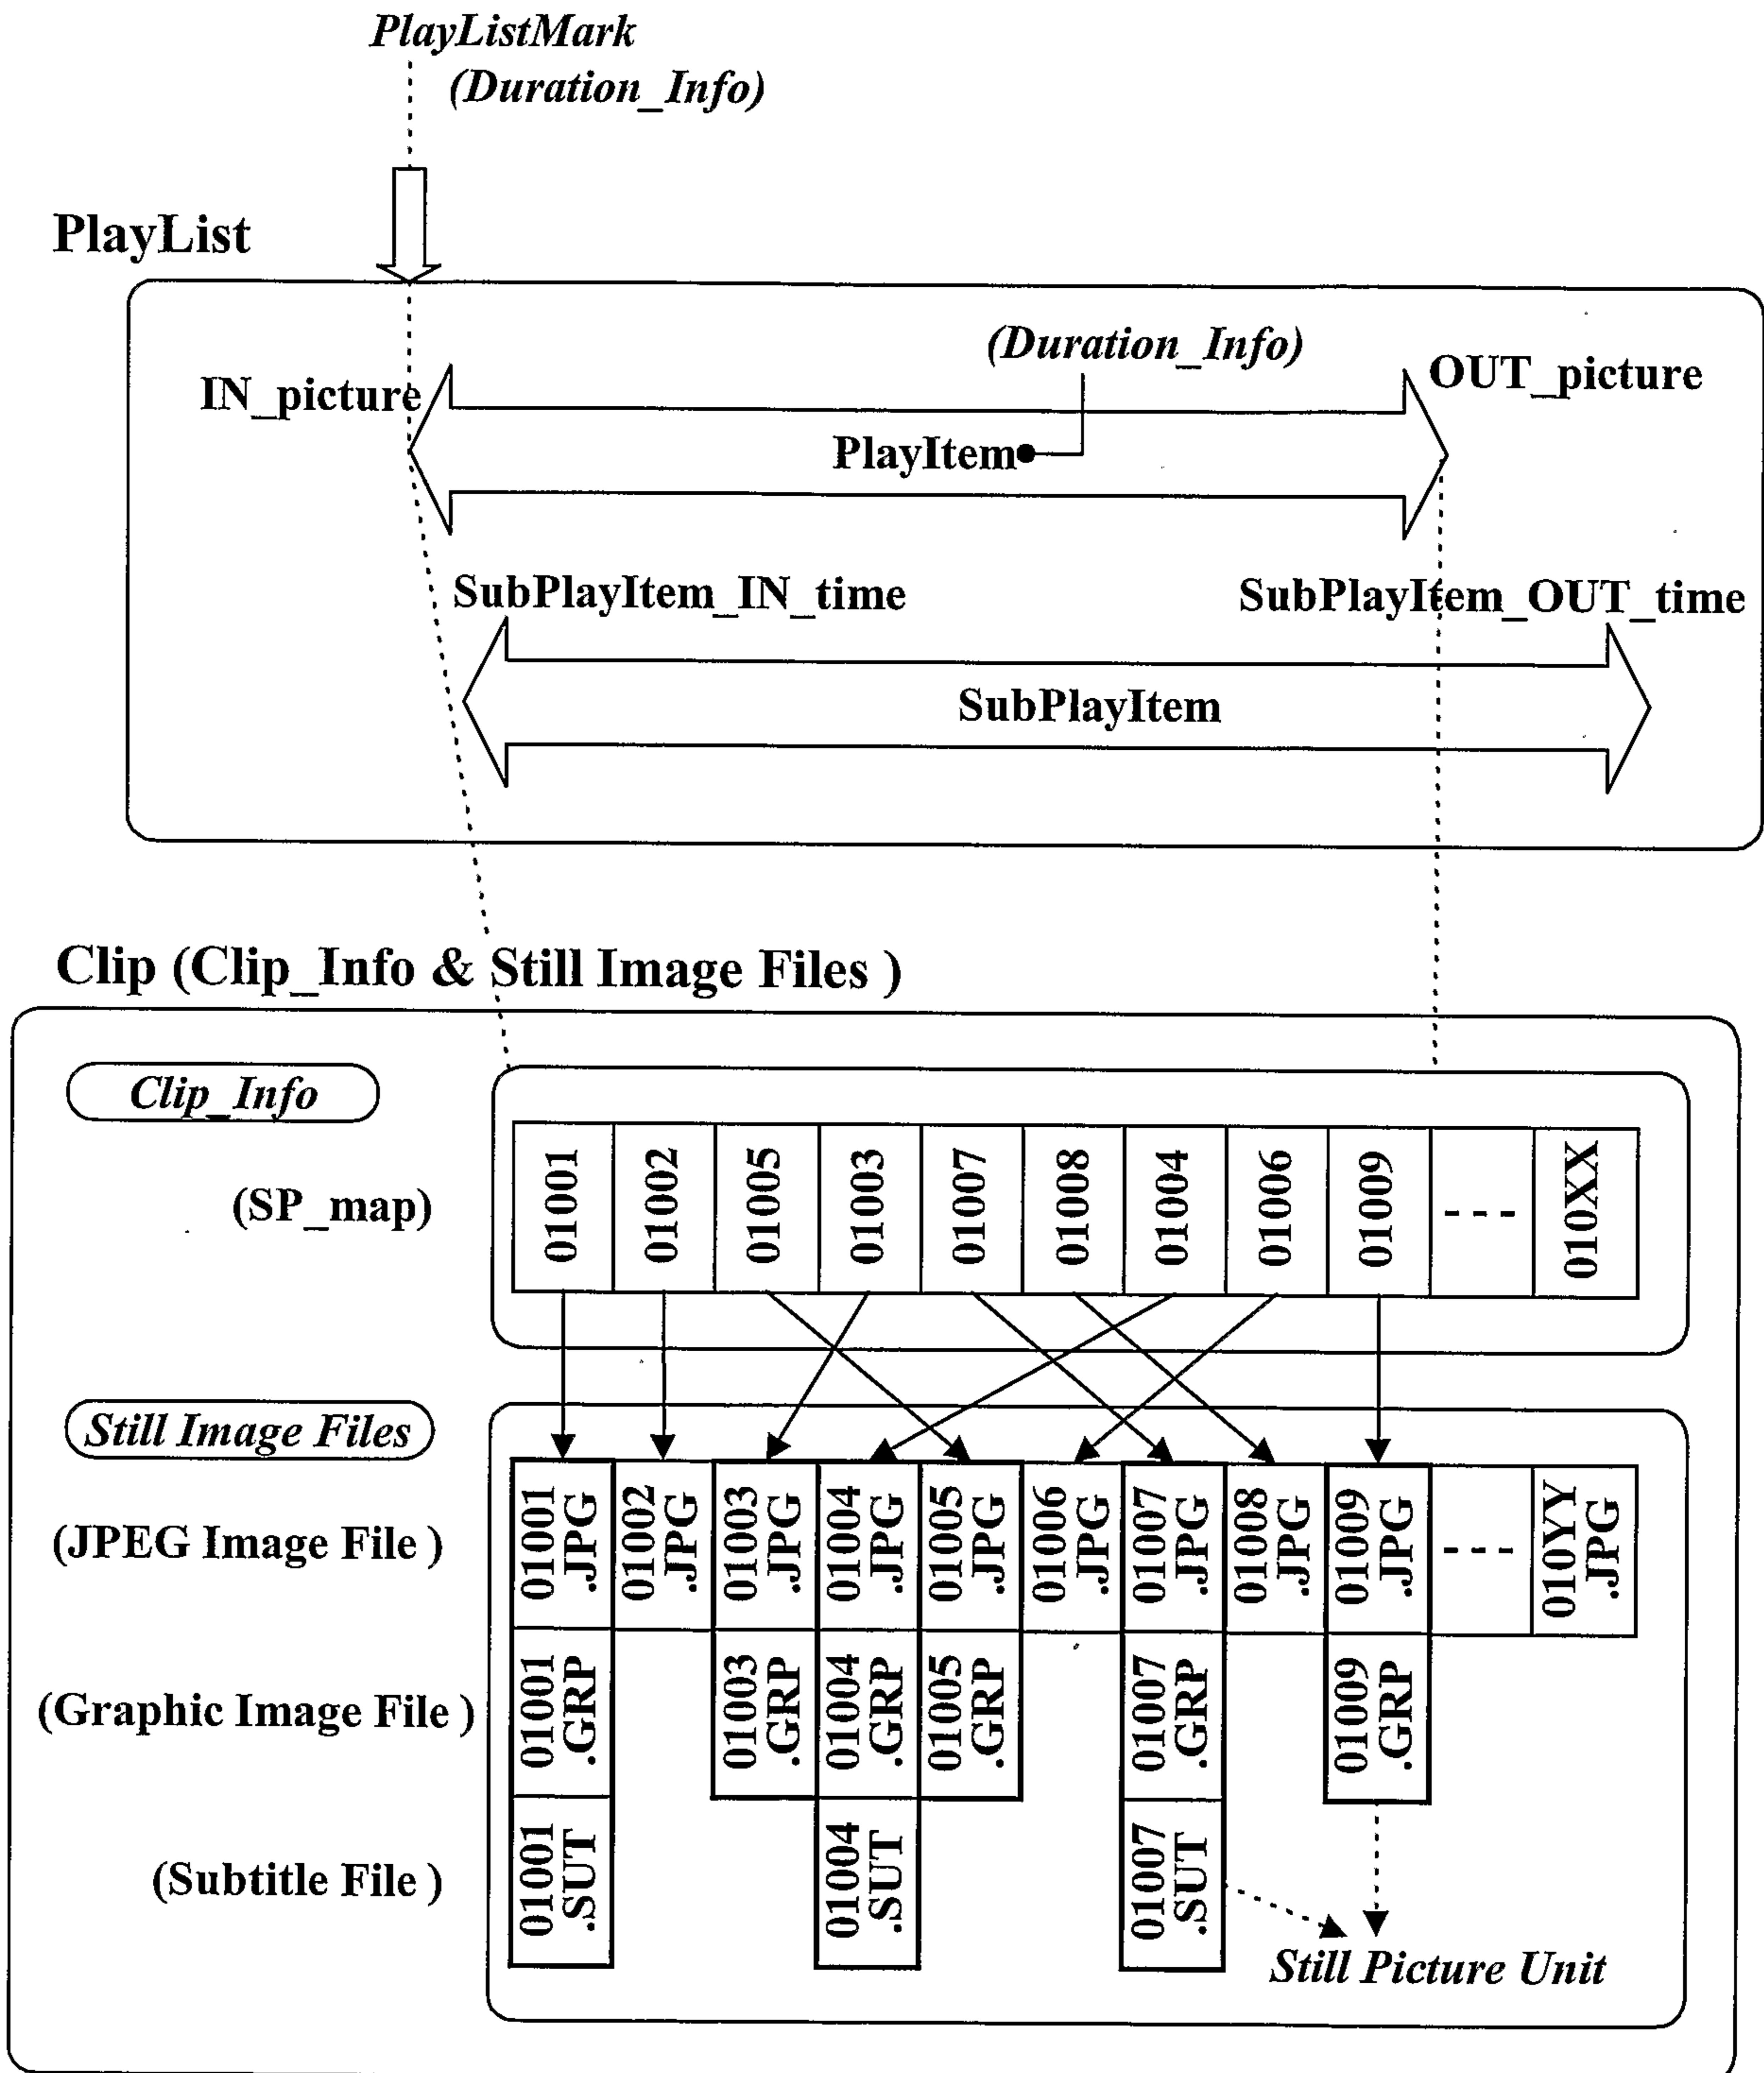 PlayListMark
(Duration_Info)
PlayList
(Duration_Info)
IN_picture
OUT_picture
PlayItem
SubPlayItem_IN_time
SubPlayItem_OUT_time
SubPlayItem
Clip (Clip_Info & Still Image Files )
Clip_Info
(SP_map)
01001
01002
01005
01003
01007
01008
01004
01006
01009
---
010XX
Still Image Files
(JPEG Image File )
01001
.JPG
01002
.JPG
01003
.JPG
01004
.JPG
01005
.JPG
01006
.JPG
01007
.JPG
01008
.JPG
01009
.JPG
---
010YY
.JPG
(Graphic Image File )
01001
.GRP
01003
.GRP
01004
.GRP
01005
.GRP
01007
.GRP
01009
.GRP
(Subtitle File )
01001
.SUT
01004
.SUT
01007
.SUT
Still Picture Unit